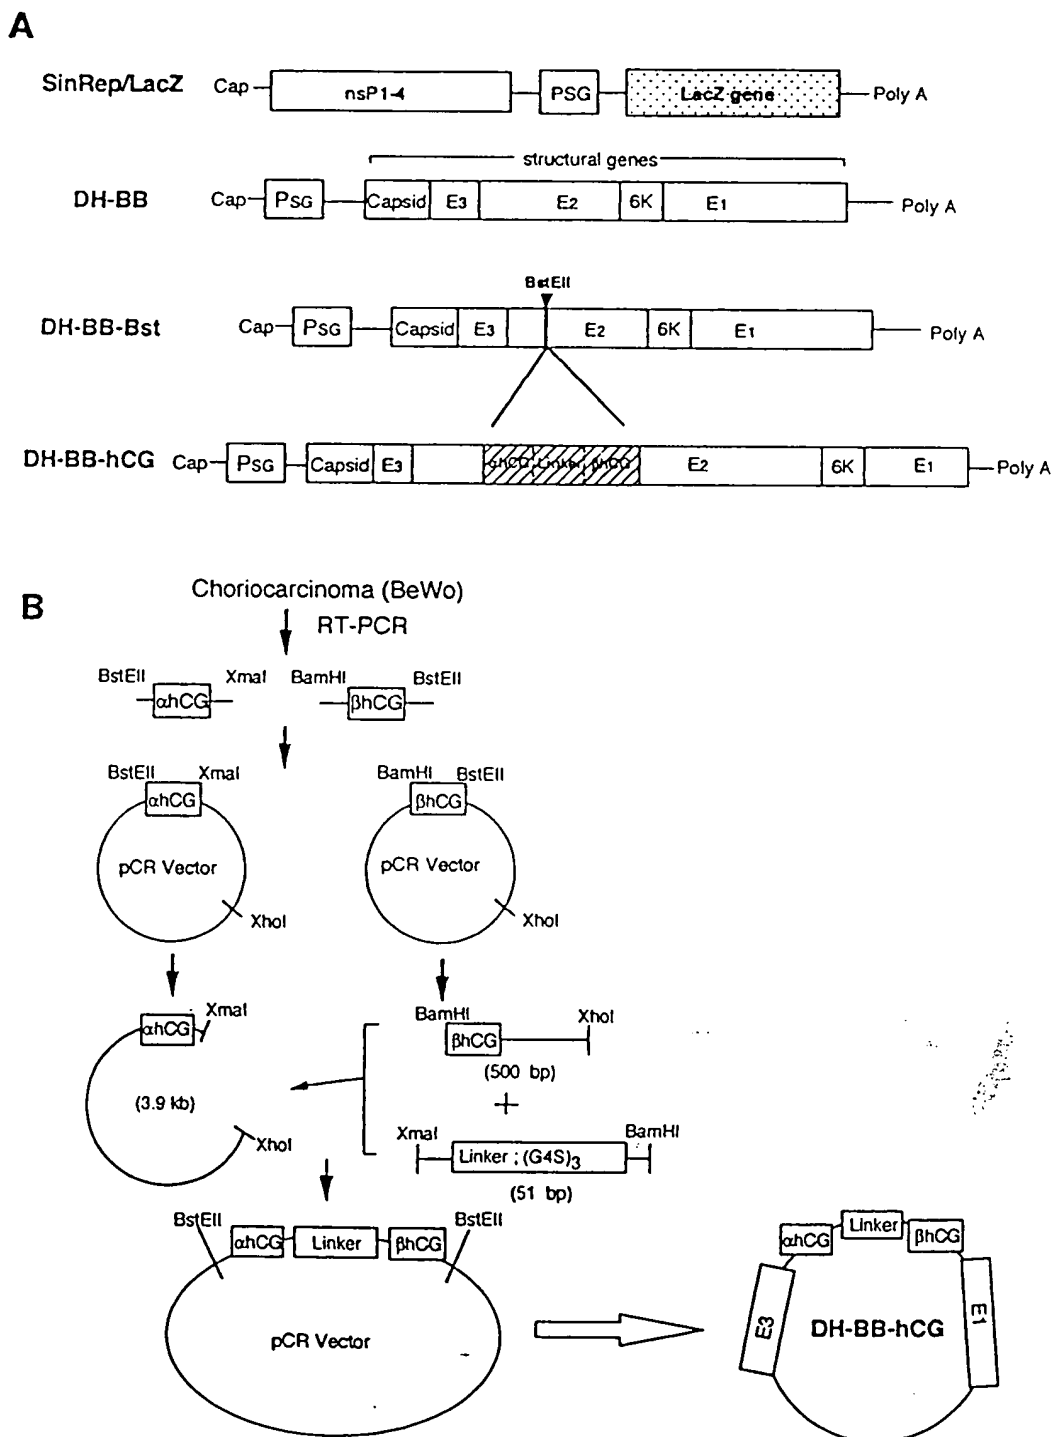 A
SinRep/LacZ Cap nsP1-4 PSG LacZ gene Poly A
structural genes
DH-BB Cap PSG Capsid E3 E2 6K E1 Poly A
BstEII
DH-BB-Bst Cap PSG Capsid E3 E2 6K E1 Poly A
DH-BB-hCG Cap PSG Capsid E3 αhCG Linker βhCG E2 6K E1 Poly A
B
Choriocarcinoma (BeWo)
RT-PCR
BstEII XmaI BamHI BstEII
αhCG βhCG
BstEII XmaI BamHI BstEII
αhCG βhCG
pCR Vector pCR Vector
XhoI XhoI
XmaI BamHI XhoI
αhCG βhCG
(500 bp)
(3.9 kb) +
XhoI XmaI BamHI
Linker ; (G4S)3
(51 bp)
BstEII BstEII
αhCG Linker βhCG
αhCG Linker βhCG
pCR Vector
E3 DH-BB-hCG E1